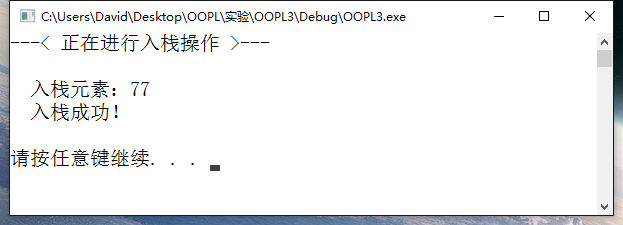 C:\Users\David\Desktop\OOPL\实验\OOPL3\Debug\OOPL3.exe
---< 正在进行入栈操作 >---
入栈元素：77
入栈成功！
请按任意键继续. . .